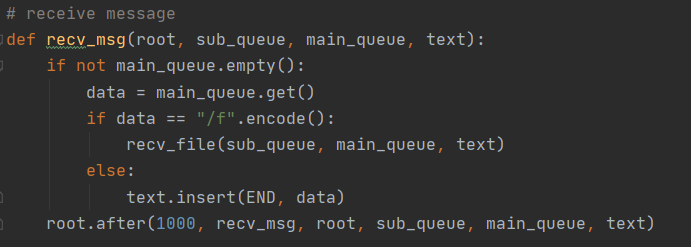 # receive message
def recv_msg(root, sub_queue, main_queue, text):
    if not main_queue.empty():
        data = main_queue.get()
        if data == "/f".encode():
            recv_file(sub_queue, main_queue, text)
        else:
            text.insert(END, data)
    root.after(1000, recv_msg, root, sub_queue, main_queue, text)